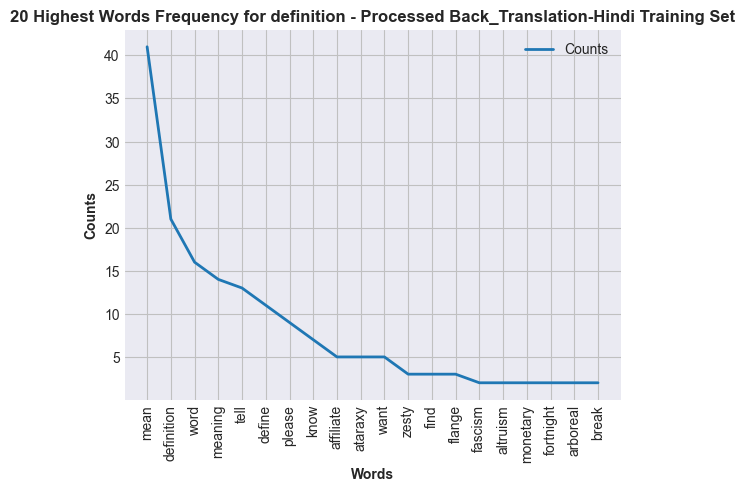 20 Highest Words Frequency for definition - Processed Back_Translation-Hindi Training Set
Counts
40
35
30
25
20
15
10
5
Counts
mean
definition
word
meaning
tell
define
please
know
affiliate
ataraxy
want
zesty
find
flange
fascism
altruism
monetary
fortnight
arboreal
break
Words